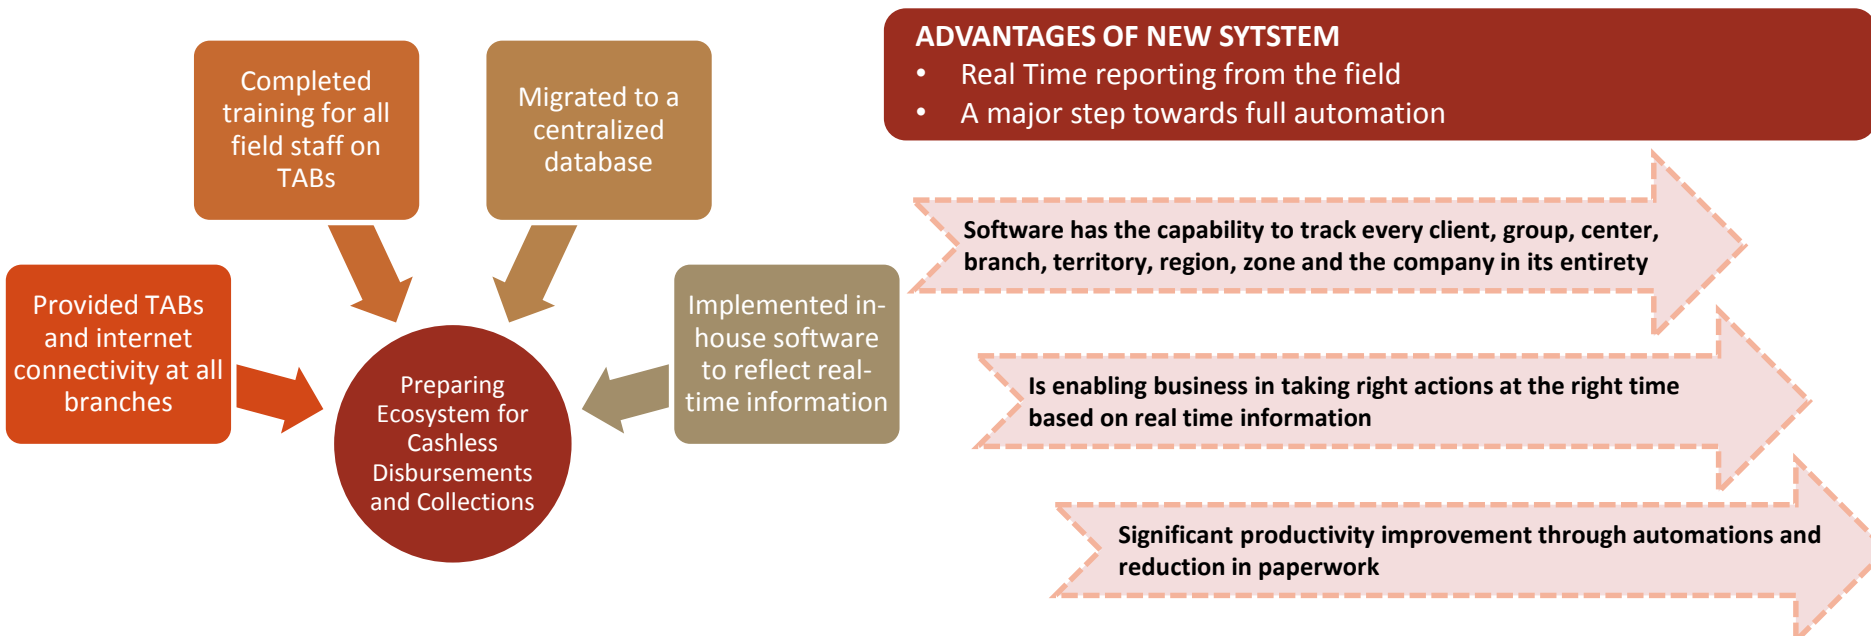 Completed
training for all
field staff on
TABs
Migrated to a
centralized
database
Provided TABs
and internet
connectivity at all
branches
Implemented in-
house software
to reflect real-
time information
Preparing
Ecosystem for
Cashless
Disbursements
and Collections
ADVANTAGES OF NEW SYTSTEM
• Real Time reporting from the field
• A major step towards full automation
Software has the capability to track every client, group, center,
branch, territory, region, zone and the company in its entirety
Is enabling business in taking right actions at the right time
based on real time information
Significant productivity improvement through automations and
reduction in paperwork